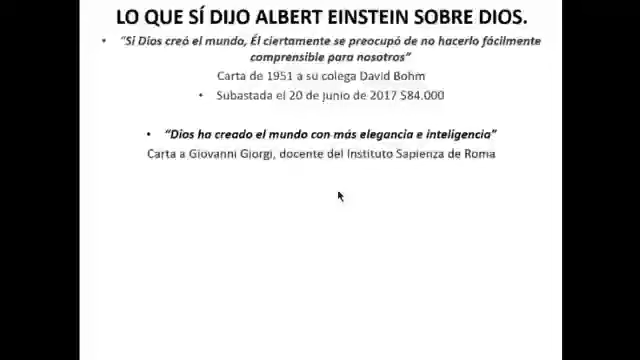 LO QUE SÍ DIJO ALBERT EINSTEIN SOBRE DIOS.
• "Si Dios creó el mundo, Él ciertamente se preocupó de no hacerlo fácilmente
comprensible para nosotros"
Carta de 1951 a su colega David Bohm
• Subastada el 20 de junio de 2017 $84.000
• "Dios ha creado el mundo con más elegancia e inteligencia"
Carta a Giovanni Giorgi, docente del Instituto Sapienza de Roma